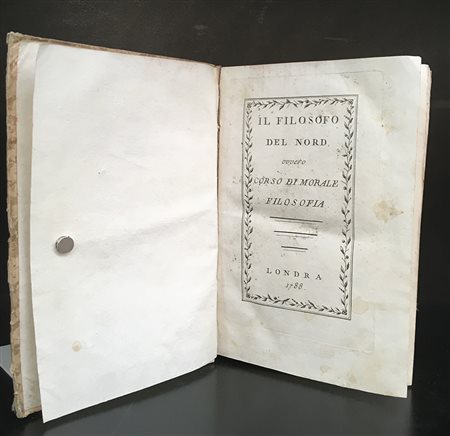 IL FILOSOFO
DEL NORD.
ovvero
CORSO DI MORALE
FILOSOFIA
LONDRA
1788